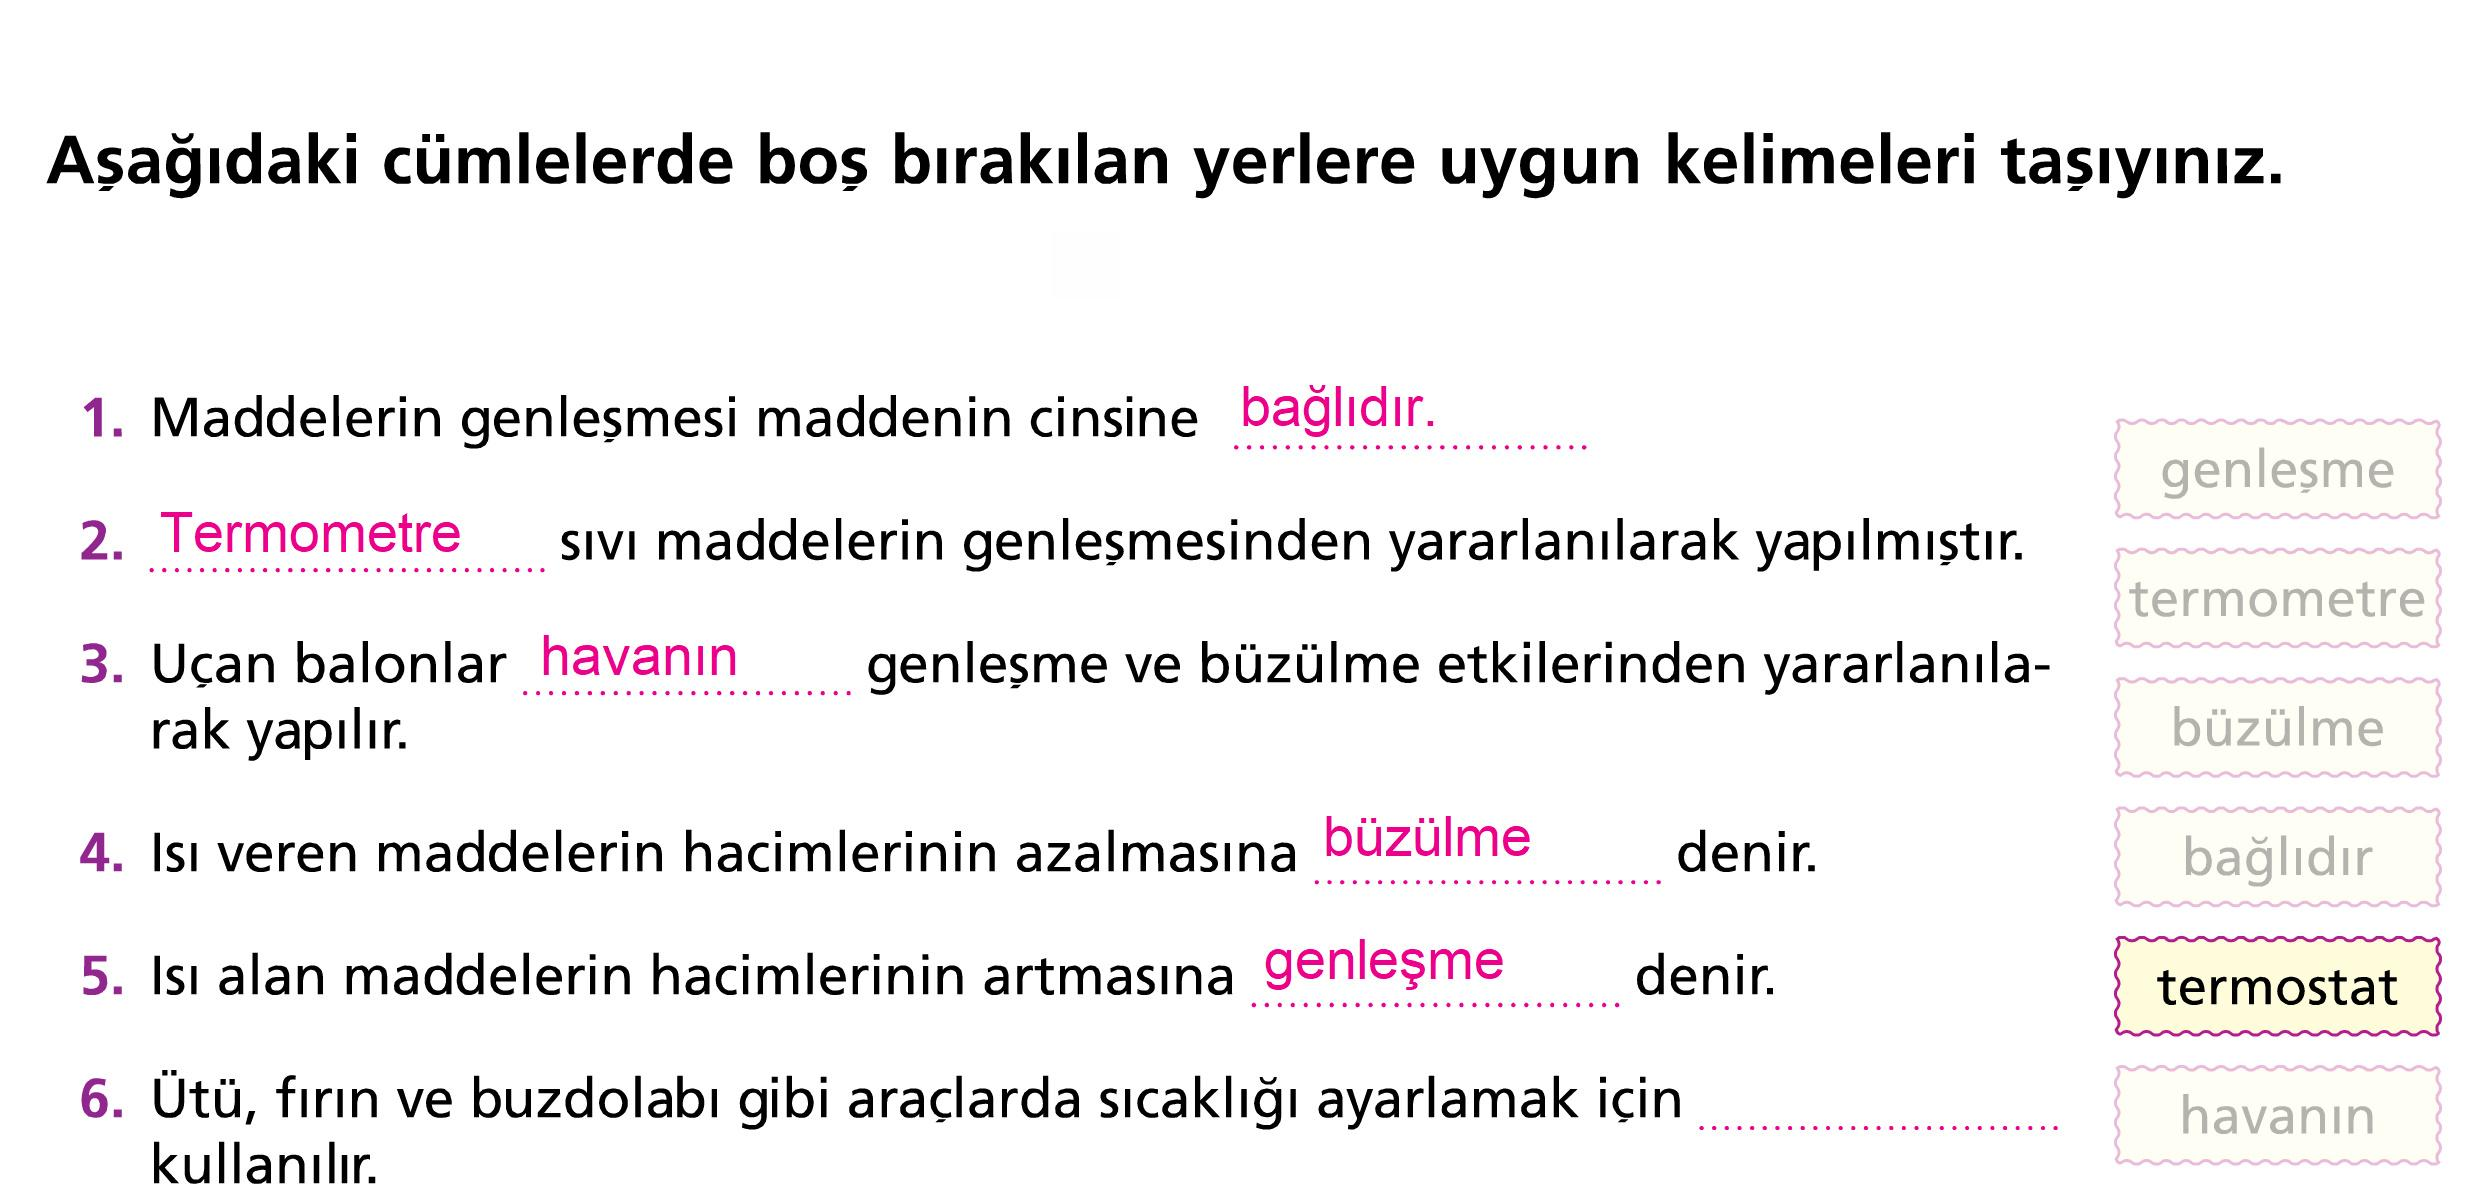 Aşağıdaki cümlelerde boş bırakılan yerlere uygun kelimeleri taşıyınız.
1. Maddelerin genleşmesi maddenin cinsine bağlıdır.
2. Termometre sıvı maddelerin genleşmesinden yararlanılarak yapılmıştır.
3. Uçan balonlar havanın genleşme ve büzülme etkilerinden yararlanıla-
rak yapılır.
4. Isı veren maddelerin hacimlerinin azalmasına büzülme denir.
5. Isı alan maddelerin hacimlerinin artmasına genleşme denir.
6. Ütü, fırın ve buzdolabı gibi araçlarda sıcaklığı ayarlamak için ............................
kullanılır.
genleşme
termometre
büzülme
bağlıdır
termostat
havanın